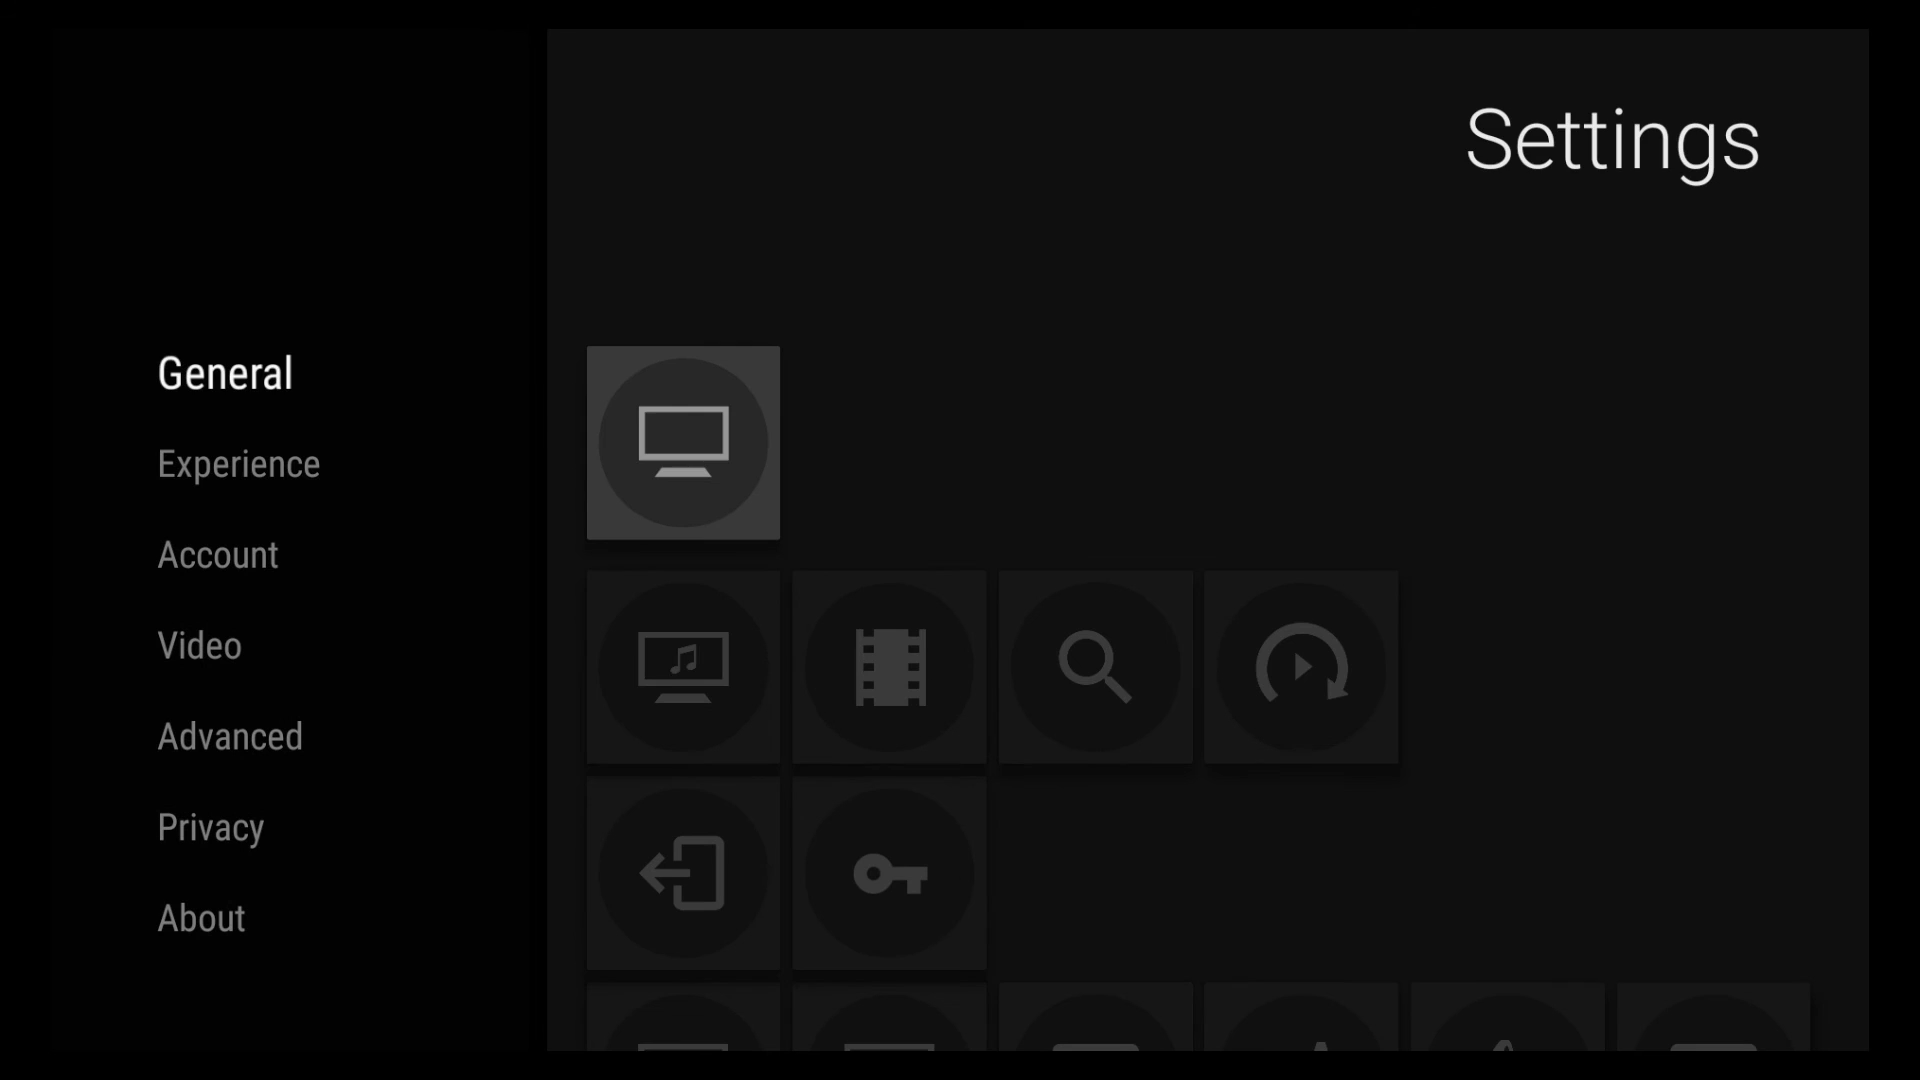 Settings
General
Experience
Account
Video
Advanced
Privacy
About